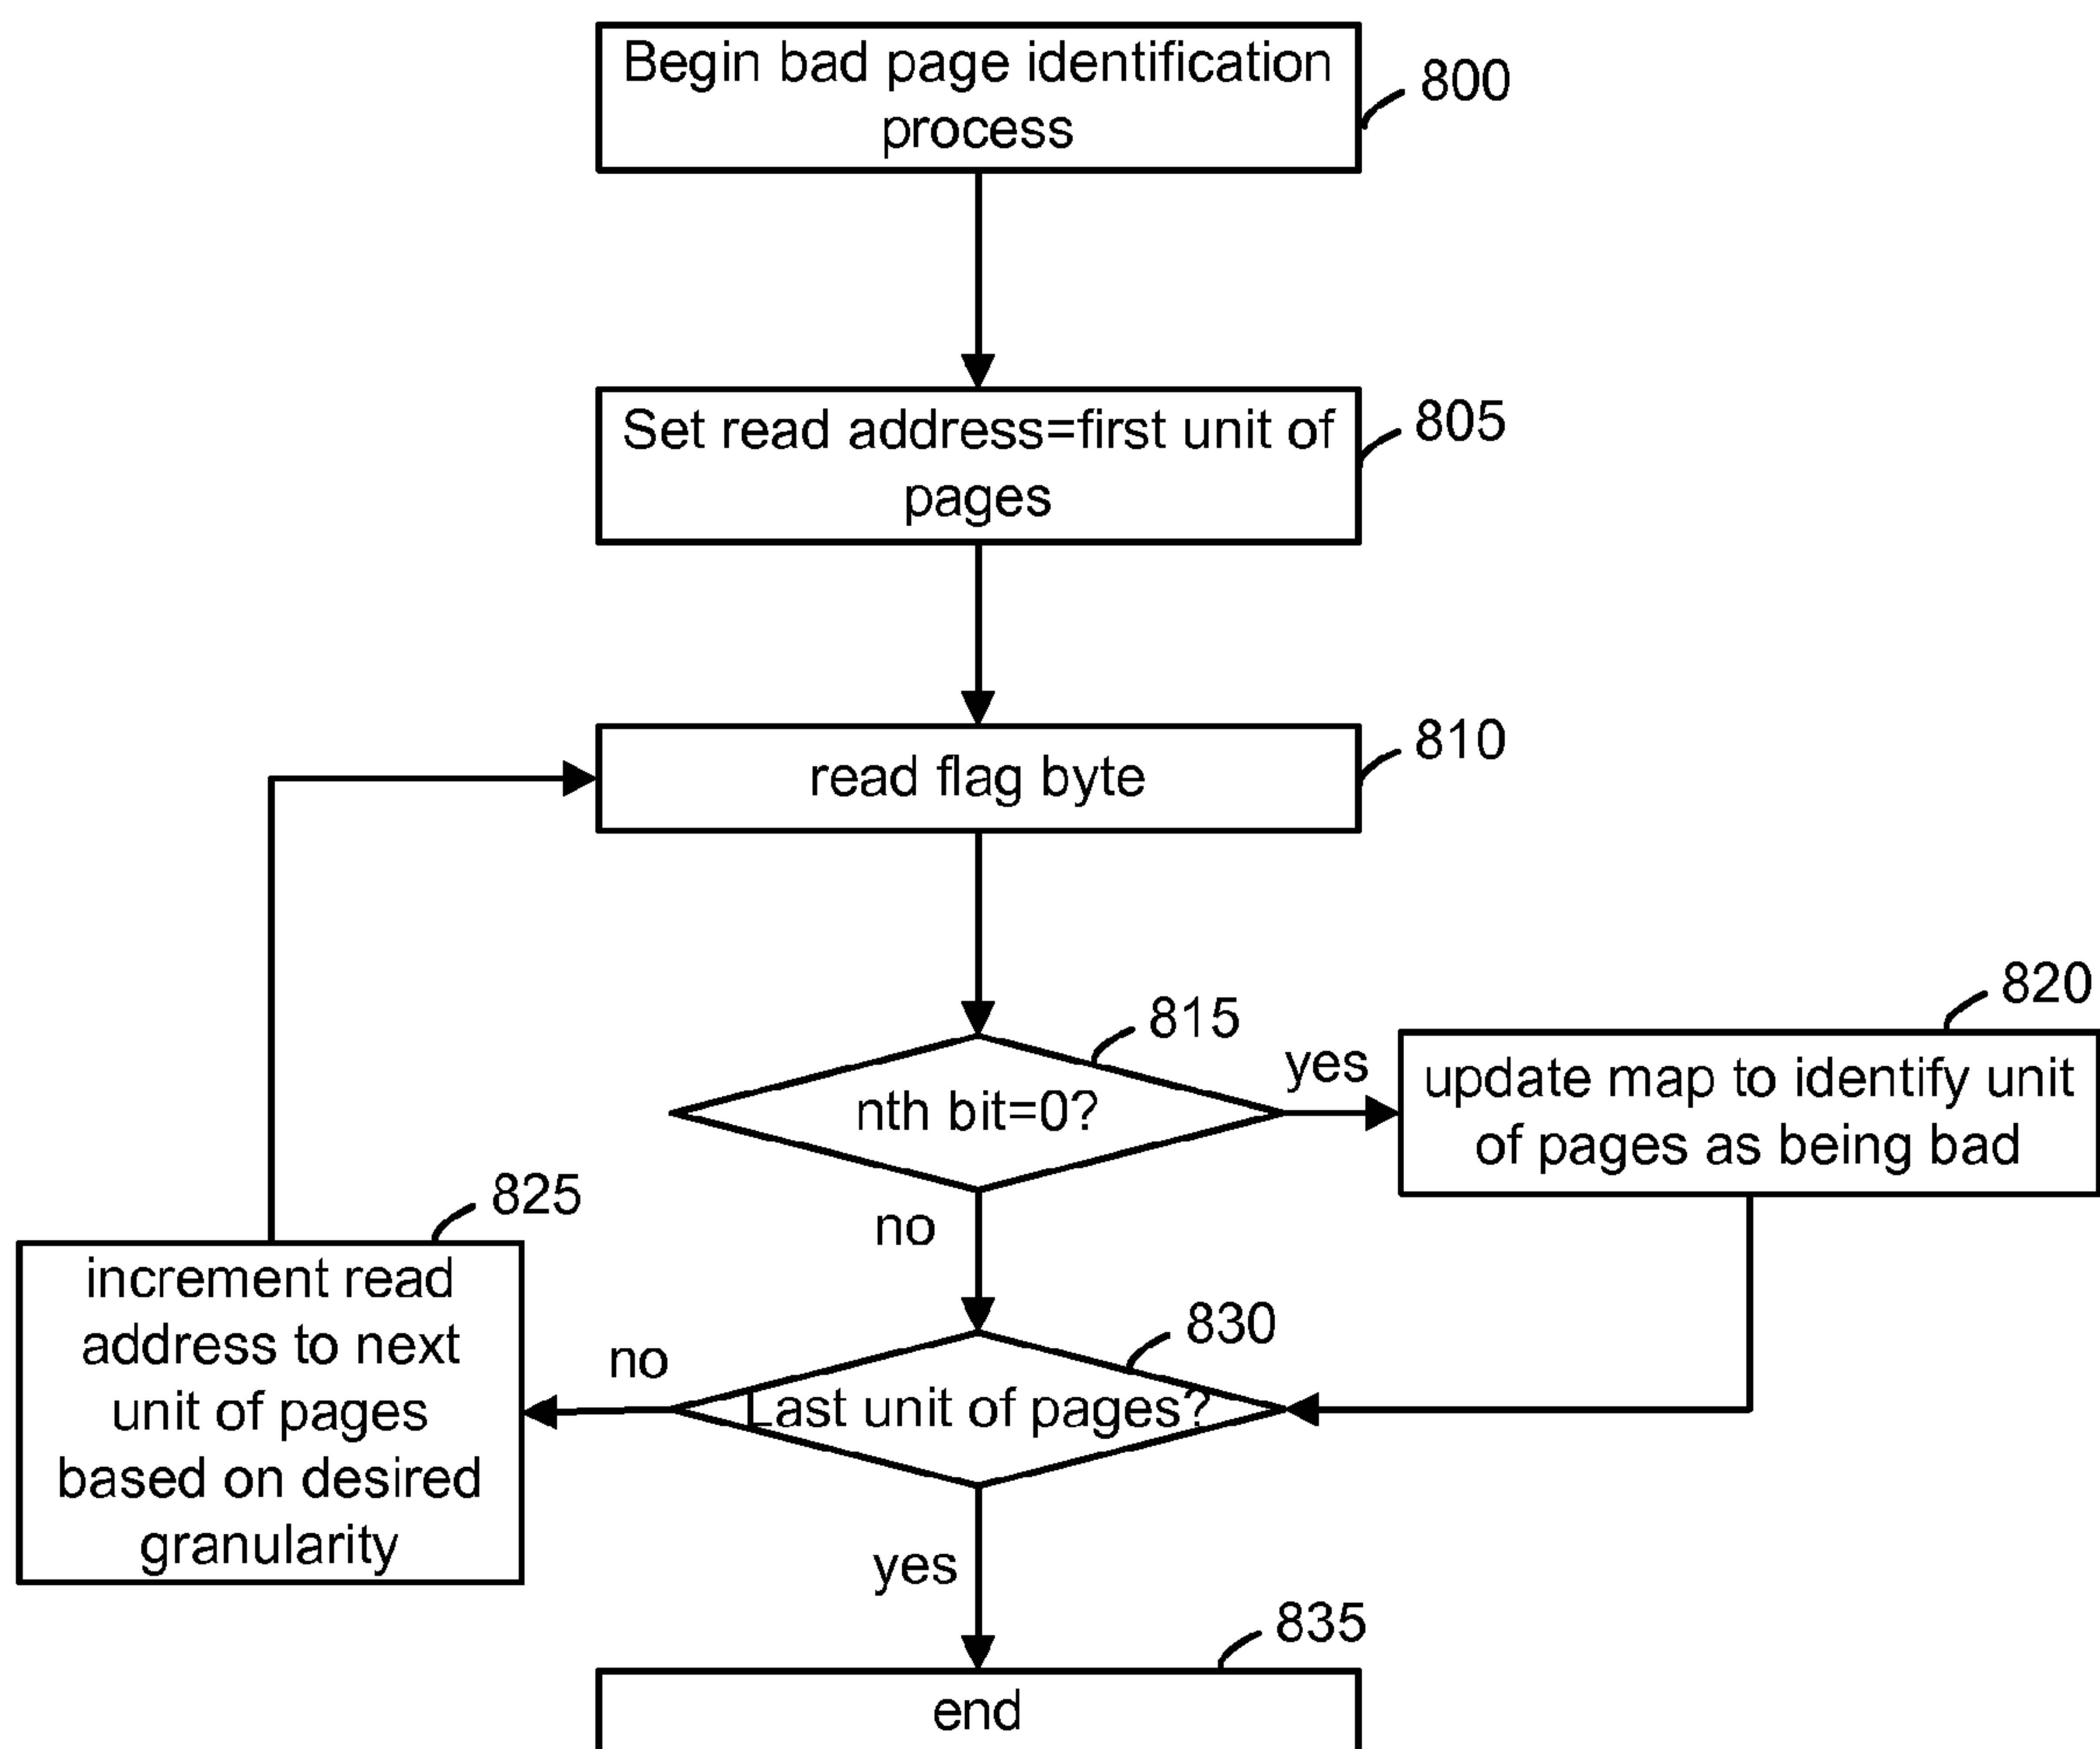 Begin bad page identification
process
800
Set read address=first unit of
pages
805
read flag byte
810
nth bit=0?
815
yes
update map to identify unit
of pages as being bad
820
no
increment read
address to next
unit of pages
based on desired
granularity
825
no
Last unit of pages?
830
yes
end
835